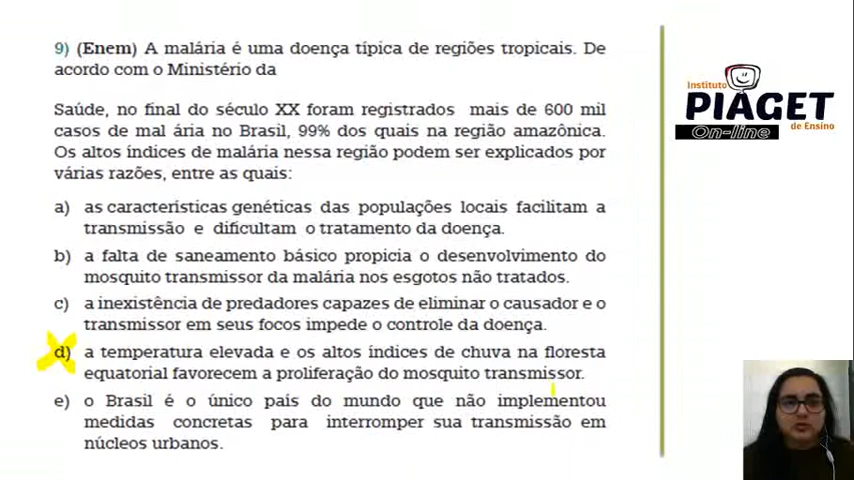 9) (Enem) A malária é uma doença típica de regiões tropicais. De
acordo com o Ministério da
Saúde, no final do século XX foram registrados mais de 600 mil
casos de mal ária no Brasil, 99% dos quais na região amazônica.
Os altos índices de malária nessa região podem ser explicados por
várias razões, entre as quais:
a) as características genéticas das populações locais facilitam a
transmissão e dificultam o tratamento da doença.
b) a falta de saneamento básico propicia o desenvolvimento do
mosquito transmissor da malária nos esgotos não tratados.
c) a inexistência de predadores capazes de eliminar o causador e o
transmissor em seus focos impede o controle da doença.
d) a temperatura elevada e os altos índices de chuva na floresta
equatorial favorecem a proliferação do mosquito transmissor.
e) o Brasil é o único país do mundo que não implementou
medidas concretas para interromper sua transmissão em
núcleos urbanos.
Instituto
PIAGET
On-line
de Ensino